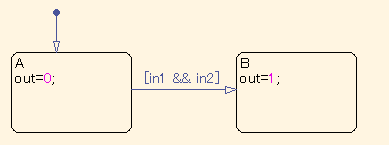 A
out=0;
[in1 && in2]
B
out=1;